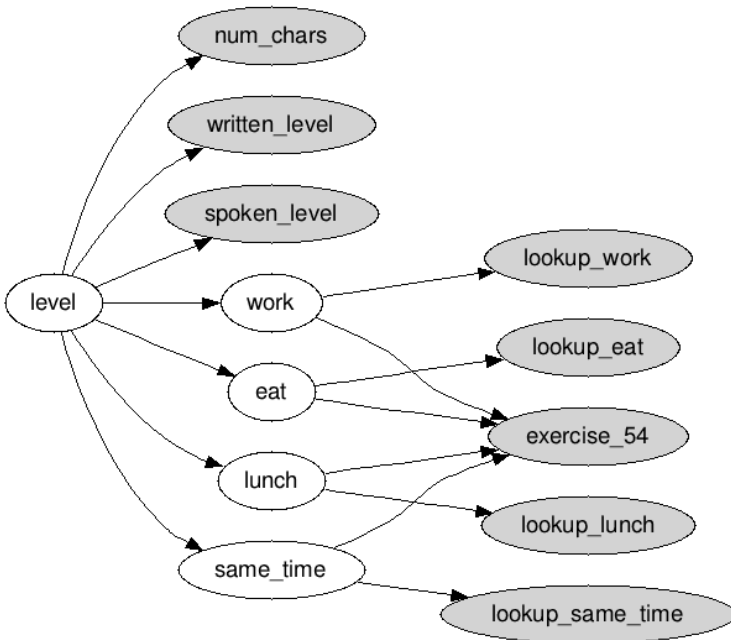 num_chars
written_level
spoken_level
lookup_work
level
work
lookup_eat
eat
exercise_54
lunch
lookup_lunch
same_time
lookup_same_time